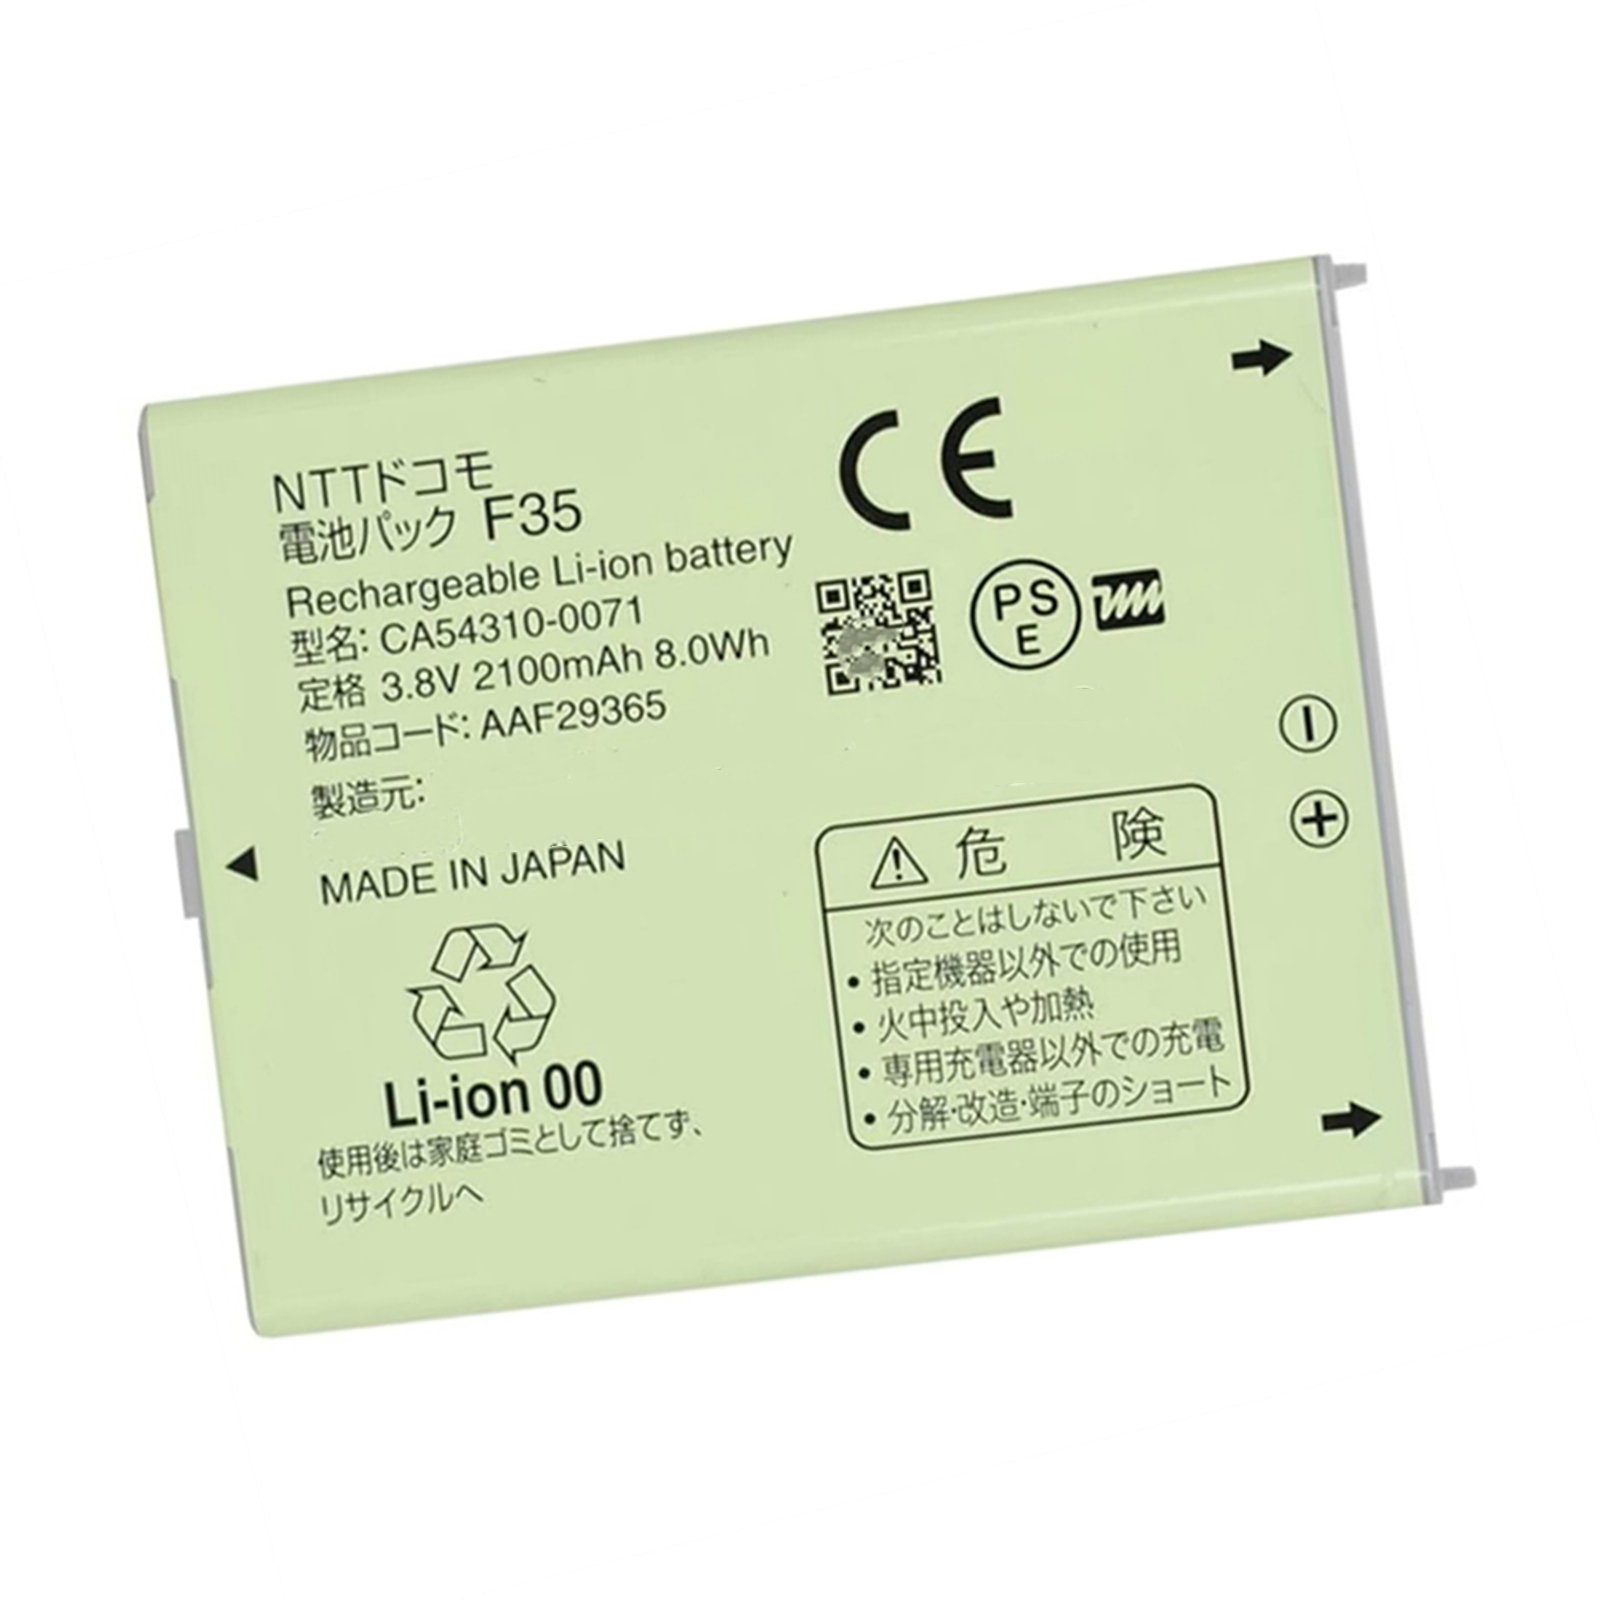 NTTドコモ
電池パック F35
Rechargeable Li-ion battery
型名: CA54310-0071
定格 3.8V 2100mAh 8.0Wh
物品コード: AAF29365
製造元:
MADE IN JAPAN
Li-ion 00
使用後は家庭ゴミとして捨てず、
リサイクルへ
CE
PS
E
危 険
次のことはしないで下さい
・指定機器以外での使用
・火中投入や加熱
・専用充電器以外での充電
・分解・改造・端子のショート